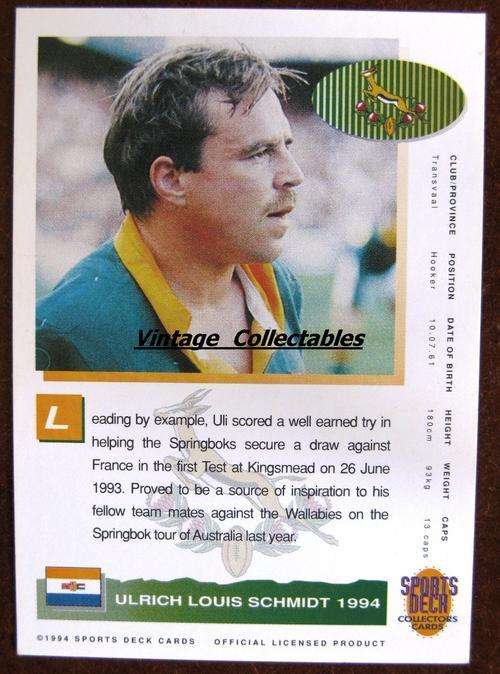 Vintage Collectables
CLUB/PROVINCE POSITION DATE OF BIRTH HEIGHT WEIGHT CAPS
Transvaal Hooker 10.07.61 180cm 93kg 13 caps
Leading by example, Uli scored a well earned try in
helping the Springboks secure a draw against
France in the first Test at Kingsmead on 26 June
1993. Proved to be a source of inspiration to his
fellow team mates against the Wallabies on the
Springbok tour of Australia last year.
ULRICH LOUIS SCHMIDT 1994
SPORTS
DECK
COLLECTORS
CARDS
©1994 SPORTS DECK CARDS OFFICIAL LICENSED PRODUCT